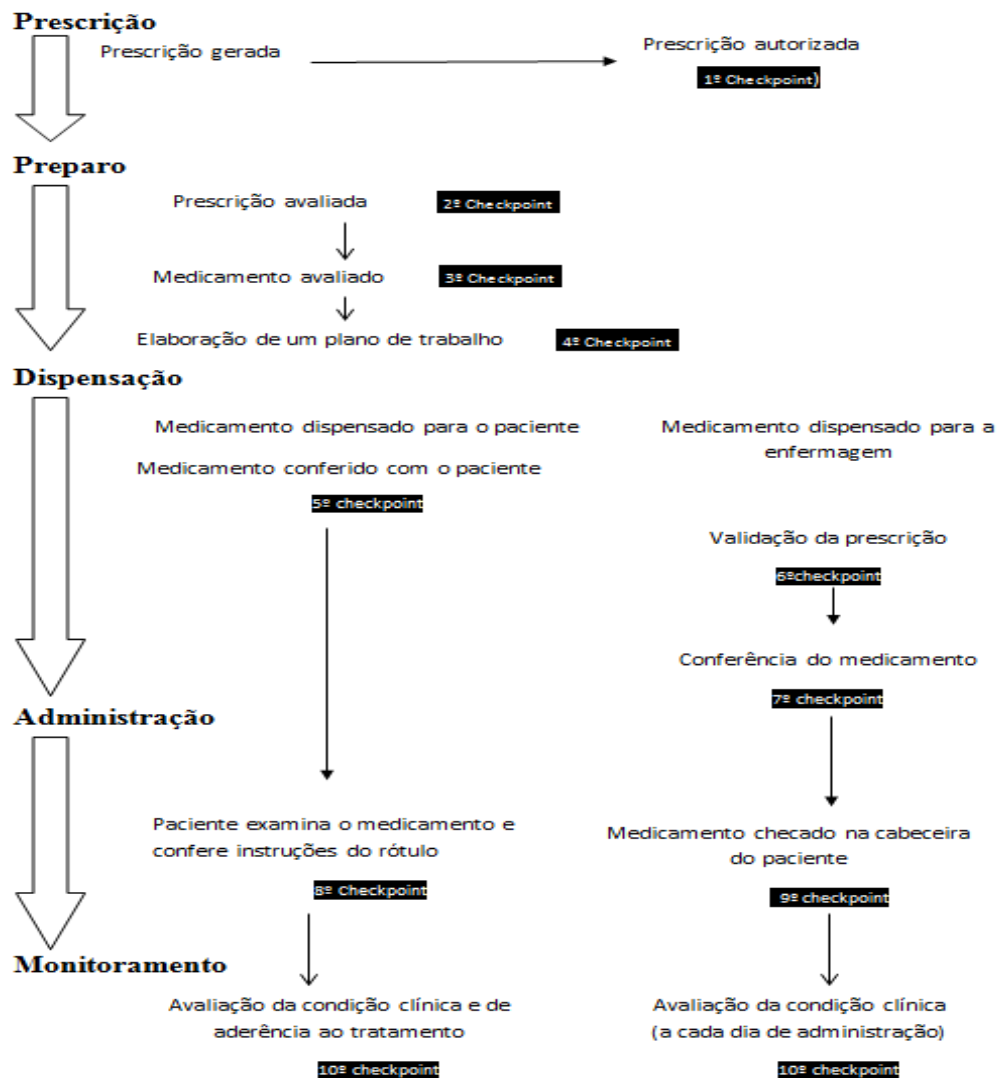 Prescrição
Prescrição gerada
Prescrição autorizada
1º Checkpoint)
Preparo
Prescrição avaliada
2º Checkpoint
Medicamento avaliado
3º Checkpoint
Elaboração de um plano de trabalho
4º Checkpoint
Dispensação
Medicamento dispensado para o paciente
Medicamento conferido com o paciente
5º checkpoint
Medicamento dispensado para a
enfermagem
Validação da prescrição
6ºcheckpoint
Conferência do medicamento
7º checkpoint
Administração
Paciente examina o medicamento e
confere instruções do rótulo
8º Checkpoint
Medicamento checado na cabeceira
do paciente
9º checkpoint
Monitoramento
Avaliação da condição clínica e de
aderência ao tratamento
10º checkpoint
Avaliação da condição clínica
(a cada dia de administração)
10º checkpoint